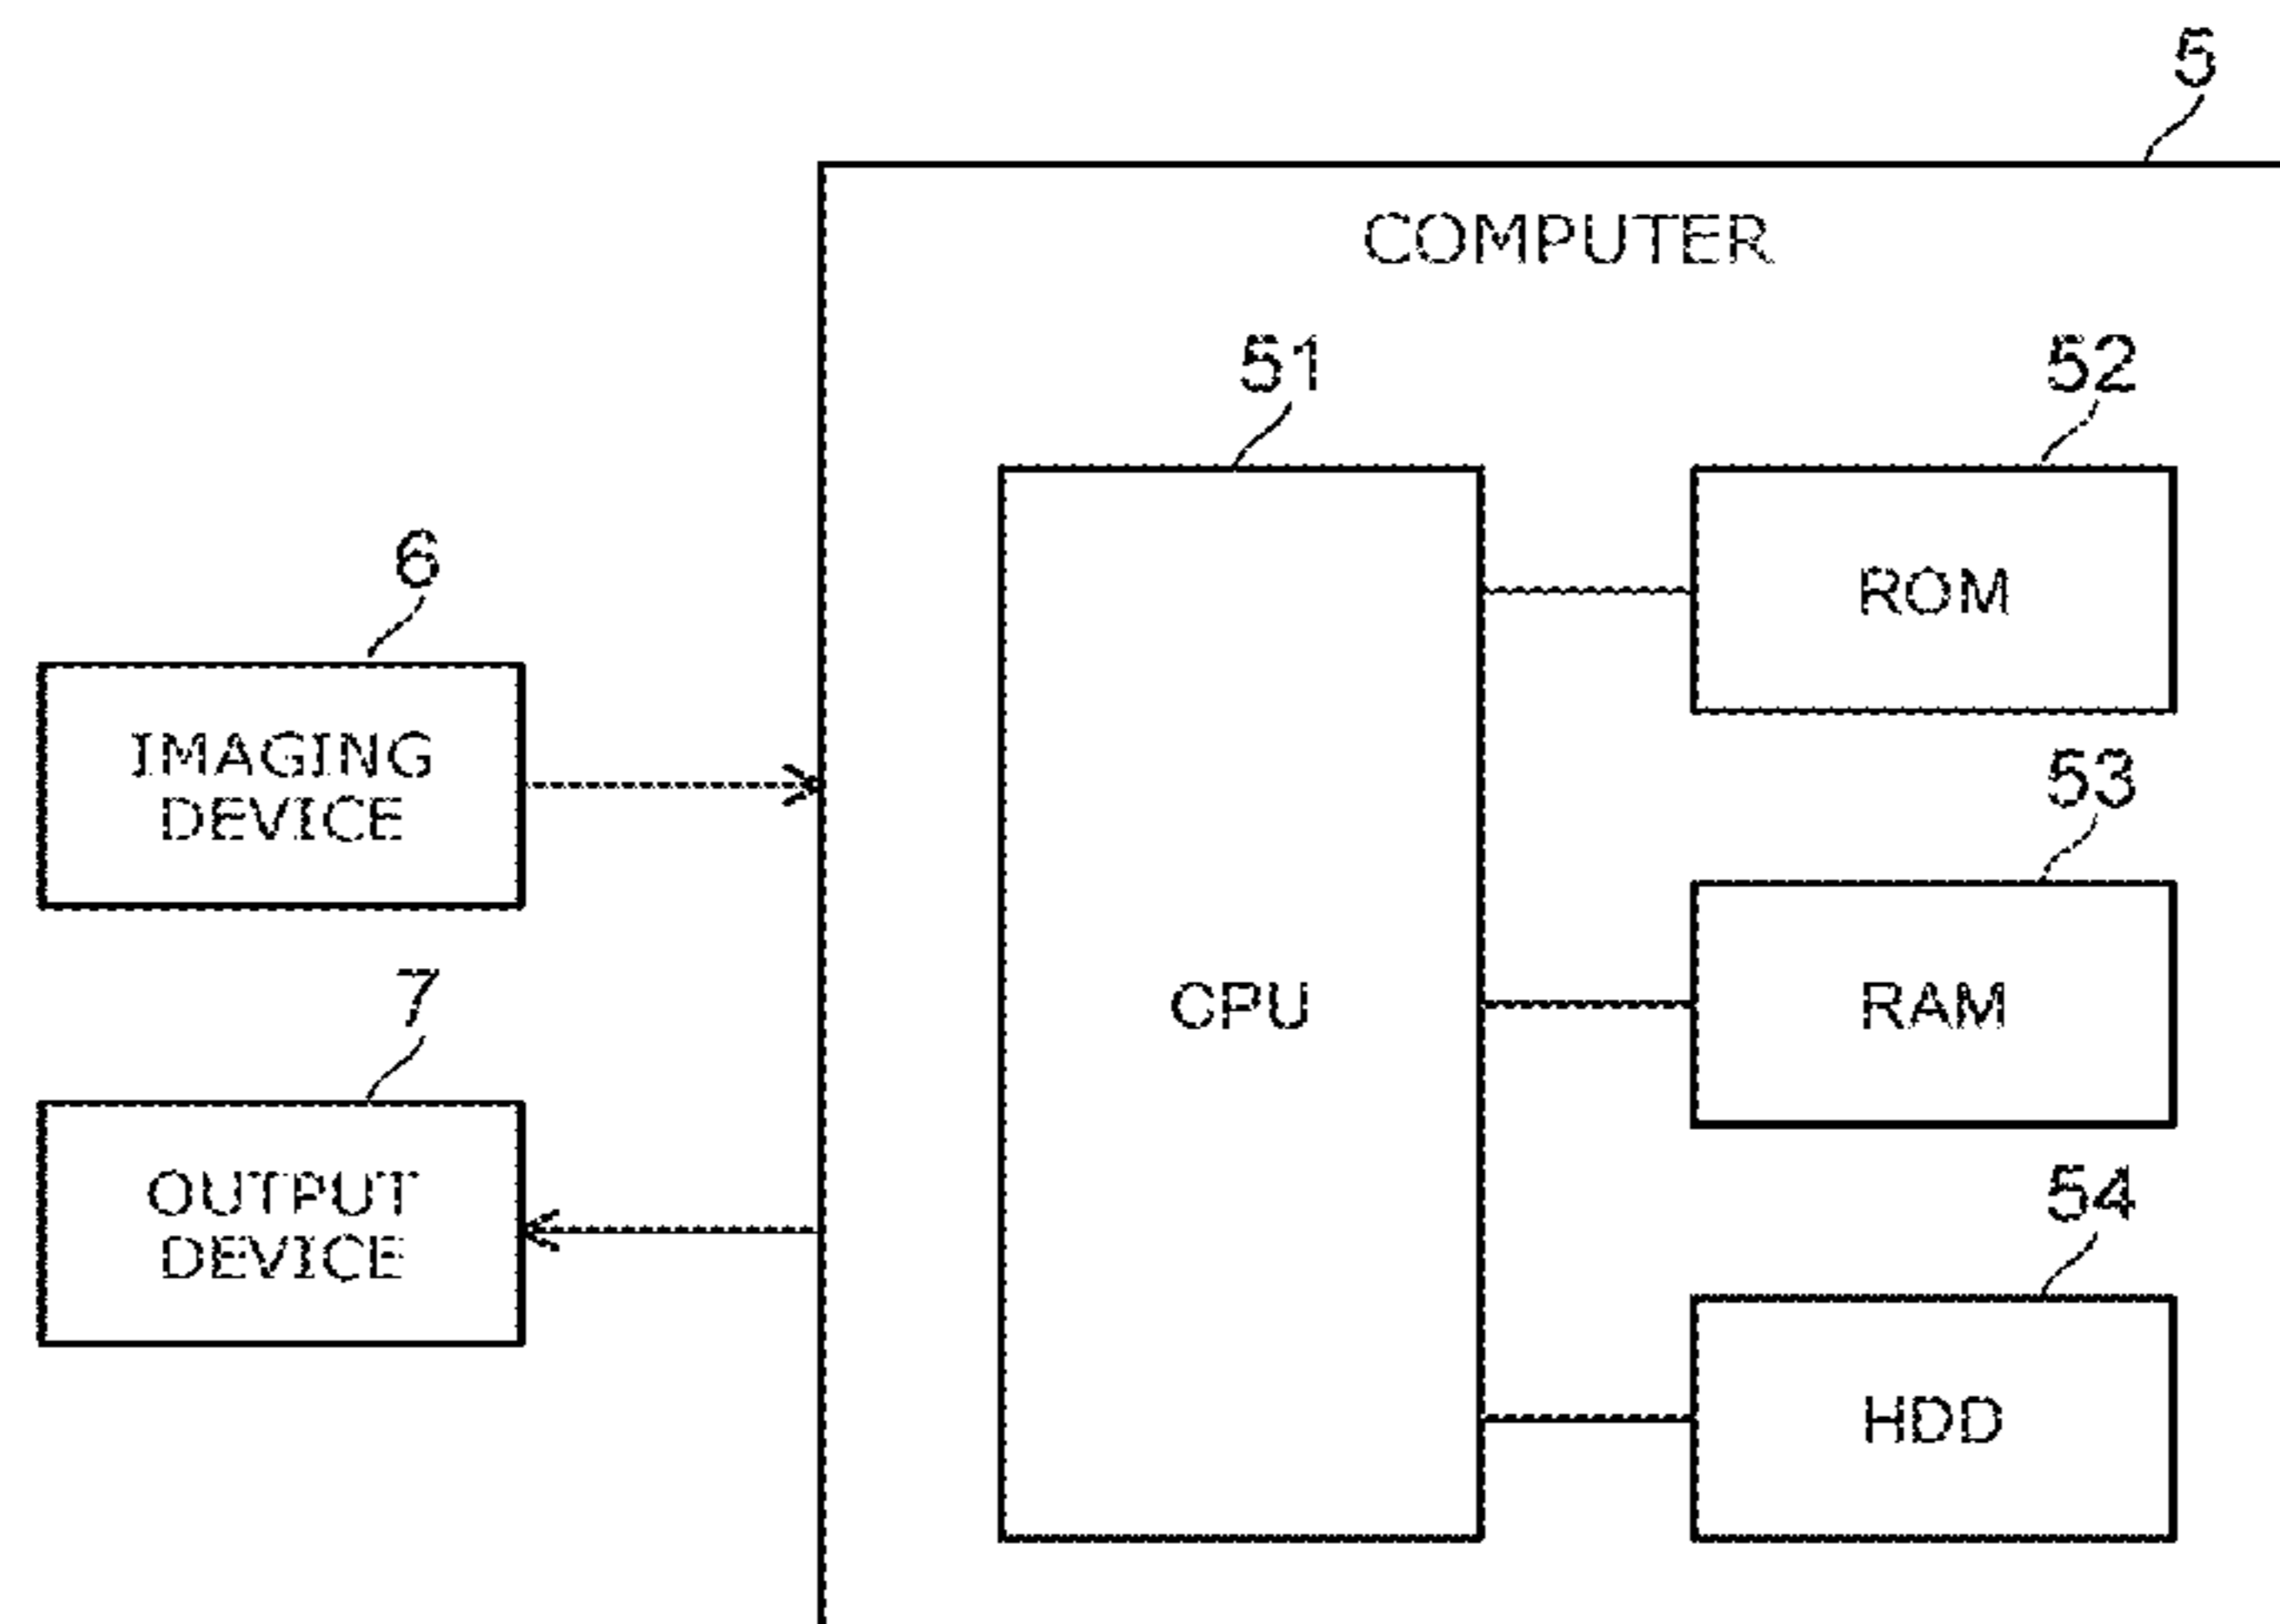 5
COMPUTER
51
52
6
ROM
IMAGING
DEVICE
53
7
CPU
RAM
OUTPUT
DEVICE
54
HDD